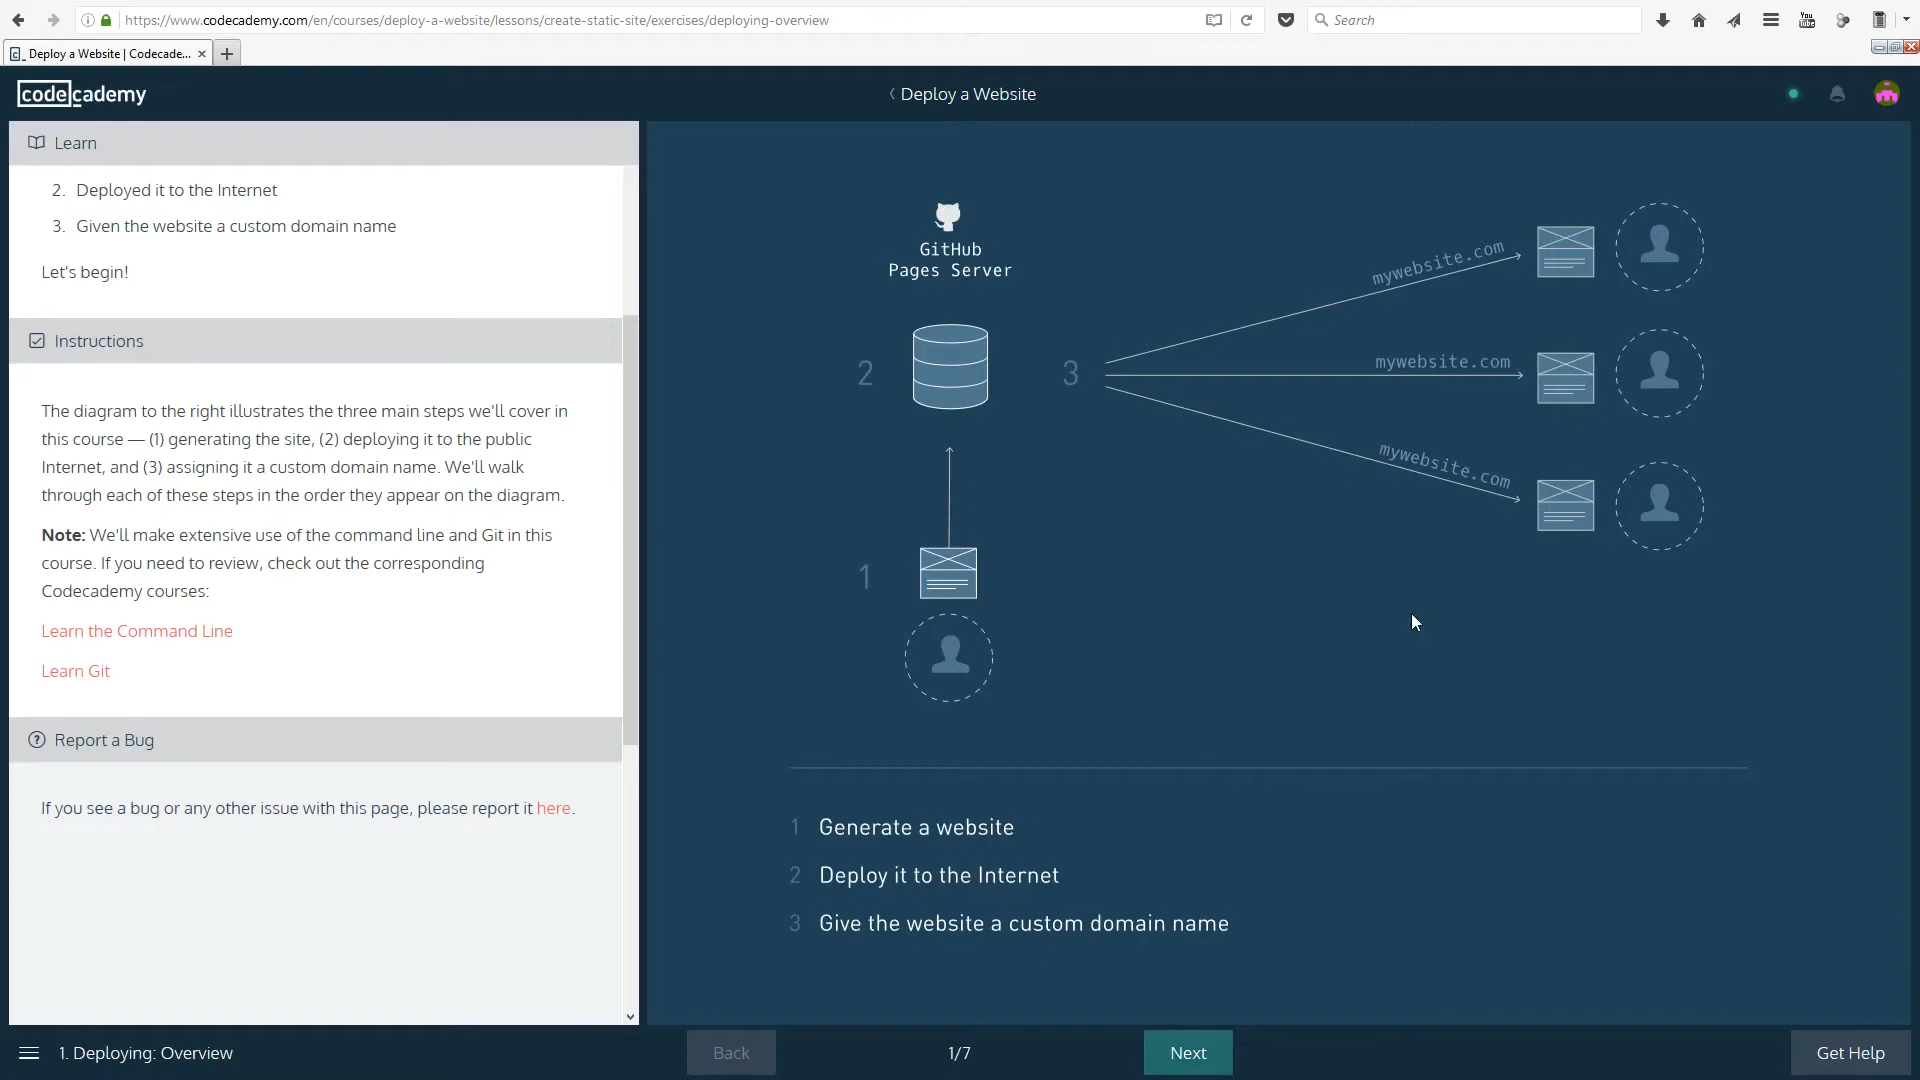 https://www.codecademy.com/en/courses/deploy-a-website/lessons/create-static-site/exercises/deploying-overview
Search
You
Tube
Deploy a Website | Codecade...
codecademy
Deploy a Website
Learn
2. Deployed it to the Internet
3. Given the website a custom domain name
Let's begin!
Instructions
The diagram to the right illustrates the three main steps we'll cover in
this course — (1) generating the site, (2) deploying it to the public
Internet, and (3) assigning it a custom domain name. We'll walk
through each of these steps in the order they appear on the diagram.
Note: We'll make extensive use of the command line and Git in this
course. If you need to review, check out the corresponding
Codecademy courses:
Learn the Command Line
Learn Git
Report a Bug
If you see a bug or any other issue with this page, please report it here.
GitHub
Pages Server
2
3
1
mywebsite.com
mywebsite.com
mywebsite.com
1 Generate a website
2 Deploy it to the Internet
3 Give the website a custom domain name
1. Deploying: Overview
Back
1/7
Next
Get Help